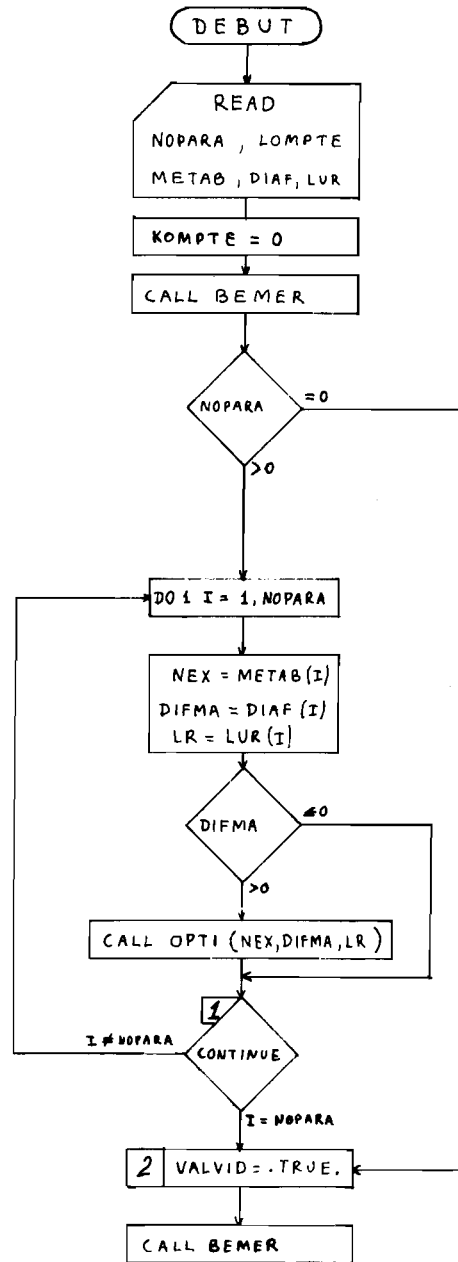 DEBUT
READ
NOPARA , LOMPTE
METAB , DIAF, LUR
KOMPTE = 0
CALL BEMER
NOPARA
=0
>0
DO 1 I = 1, NOPARA
NEX = METAB(I)
DIFMA = DIAF(I)
LR = LUR(I)
DIFMA
≤0
>0
CALL OPTI (NEX,DIFMA,LR)
1
I ≠ NOPARA
CONTINUE
I = NOPARA
2 VALVID = .TRUE.
CALL BEMER